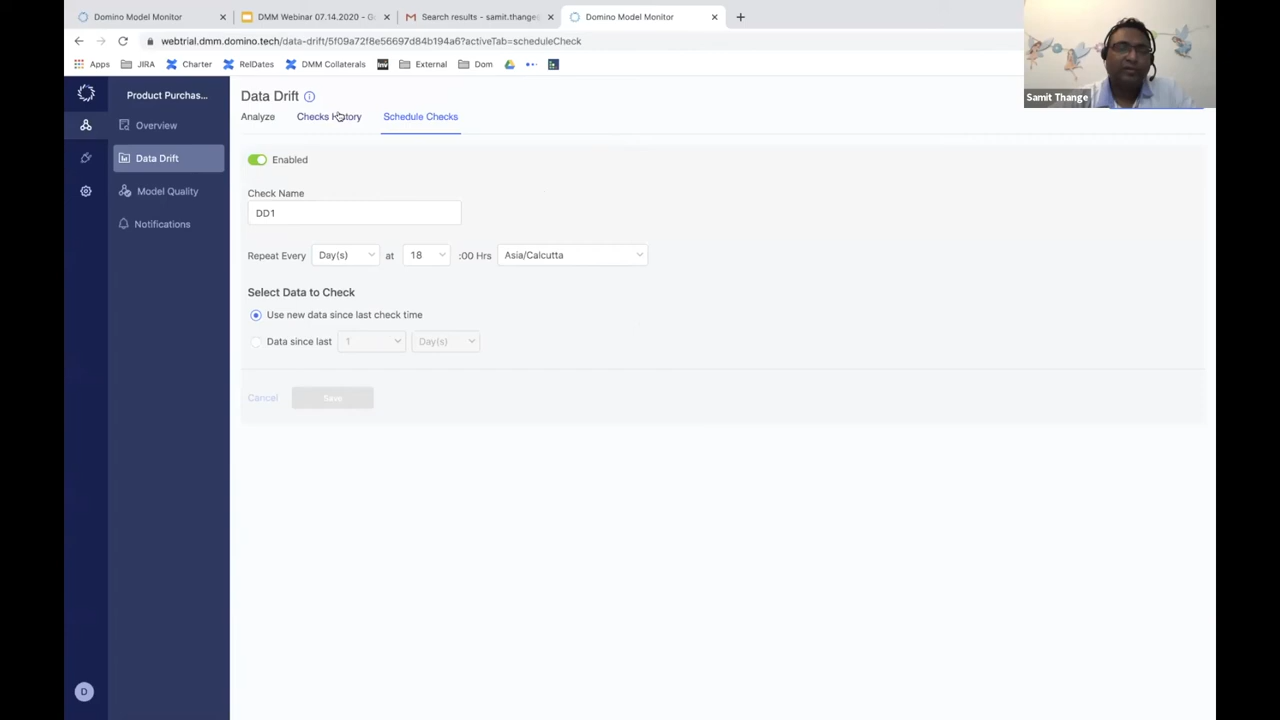 Domino Model Monitor
DMM Webinar 07.14.2020 - Go
Search results - samit.thange@
Domino Model Monitor
webtrial.dmm.domino.tech/data-drift/5f09a72f8e56697d84b194a6?activeTab=scheduleCheck
Apps
JIRA
Charter
RelDates
DMM Collaterals
inv
External
Dom
Samit Thange
Product Purchas...
Overview
Data Drift
Model Quality
Notifications
D
Data Drift
Analyze
Checks History
Schedule Checks
Enabled
Check Name
DD1
Repeat Every Day(s) at 18 :00 Hrs Asia/Calcutta
Select Data to Check
Use new data since last check time
Data since last 1 Day(s)
Cancel
Save